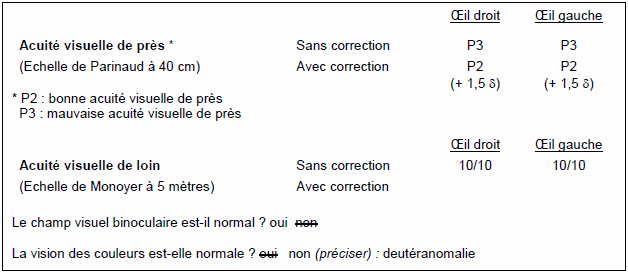 Œil droit Œil gauche
Acuité visuelle de près * Sans correction P3 P3
(Echelle de Parinaud à 40 cm) Avec correction P2 P2
(+ 1,5 δ) (+ 1,5 δ)
* P2 : bonne acuité visuelle de près
P3 : mauvaise acuité visuelle de près
Œil droit Œil gauche
Acuité visuelle de loin Sans correction 10/10 10/10
(Echelle de Monoyer à 5 mètres) Avec correction
Le champ visuel binoculaire est-il normal ? oui non
La vision des couleurs est-elle normale ? oui non (préciser) : deutéranomalie